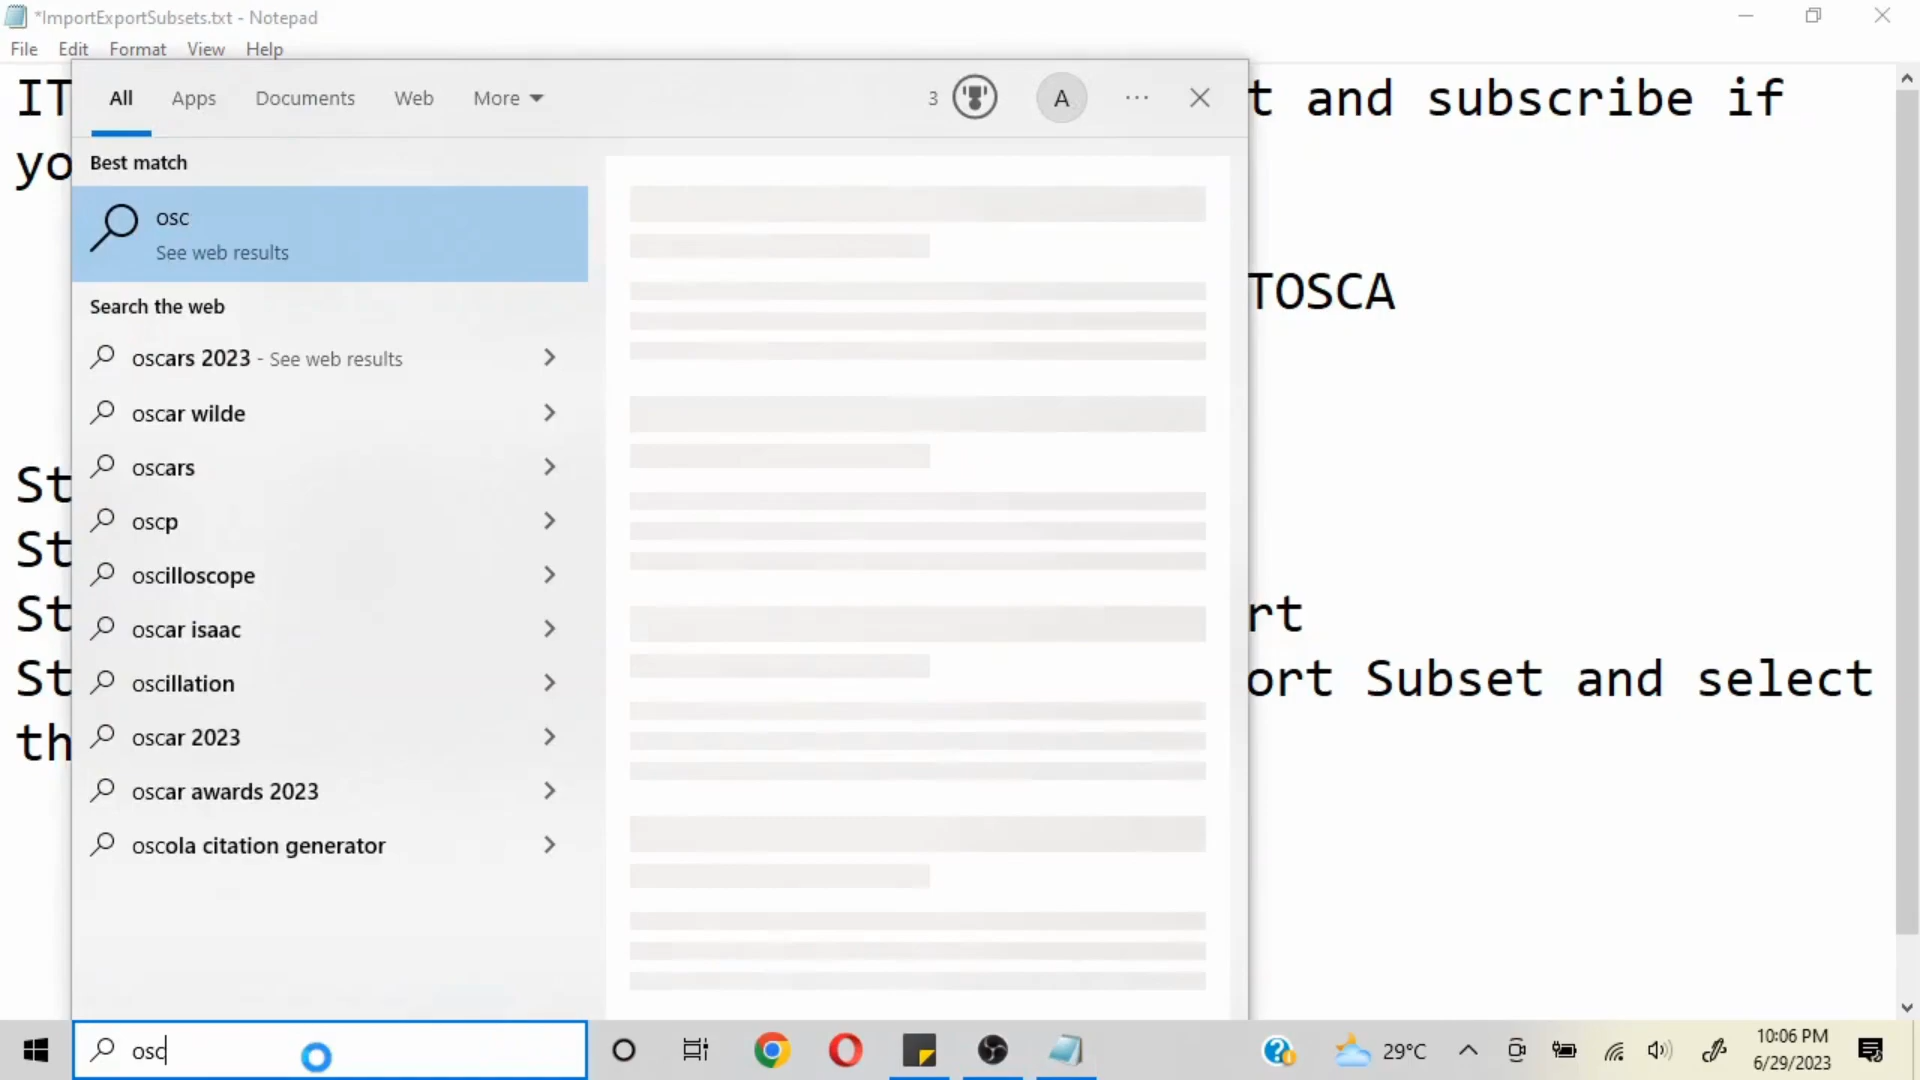 *ImportExportSubsets.txt - Notepad
File Edit Format View Help
All Apps Documents Web More 3 A ...
IT t and subscribe if
yo
Best match
osc
See web results
TOSCA
Search the web
oscars 2023 - See web results
oscar wilde
oscars
St
oscp
St
oscilloscope
St rt
oscar isaac
St ort Subset and select
oscillation
th
oscar 2023
oscar awards 2023
oscola citation generator
osc 29°C 10:06 PM
6/29/2023